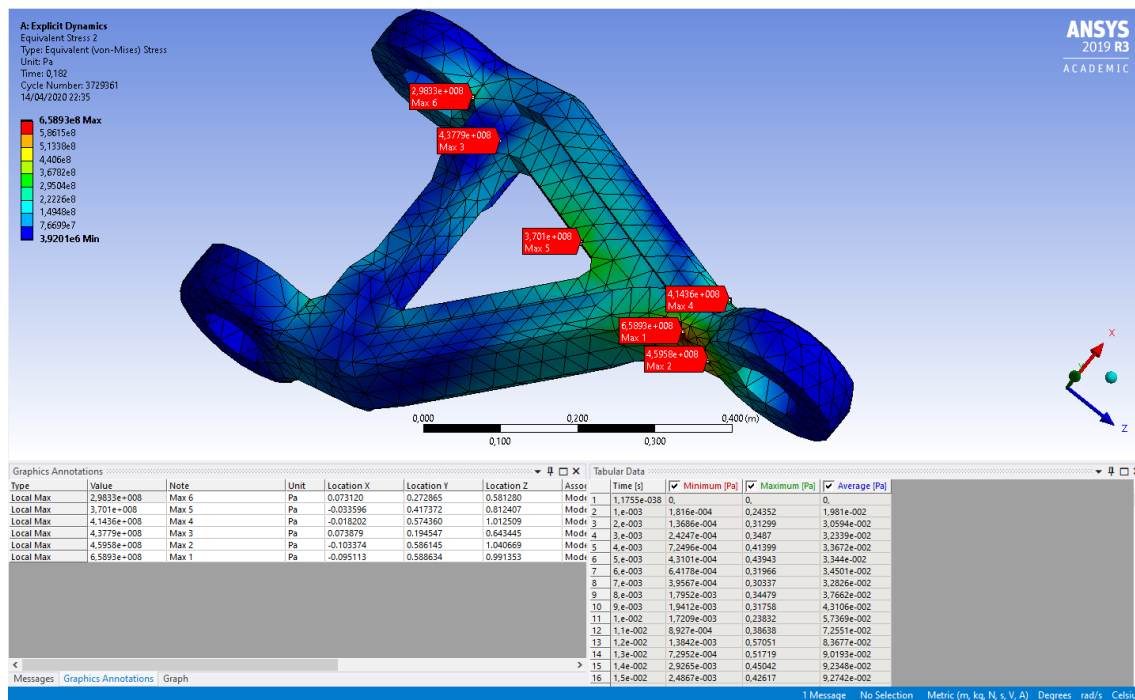 A: Explicit Dynamics
Equivalent Stress 2
Type: Equivalent (von-Mises) Stress
Unit: Pa
Time: 0,182
Cycle Number: 3729361
14/04/2020 22:35
6,5893e8 Max
5,8615e8
5,1338e8
4,406e8
3,6782e8
2,9504e8
2,2226e8
1,4948e8
7,6699e7
3,9201e6 Min
ANSYS
2019 R3
ACADEMIC
2,9833e+008
Max 6
4,3779e+008
Max 3
3,701e+008
Max 5
4,1436e+008
Max 4
6,5893e+008
Max 1
4,5958e+008
Max 2
X
Z
0,000 0,200 0,400 (m)
0,100 0,300
Graphics Annotations
Type Value Note Unit Location X Location Y Location Z Assoc
Local Max 2,9833e+008 Max 6 Pa 0.073120 0.272865 0.581280 Mode
Local Max 3,701e+008 Max 5 Pa -0.033596 0.417372 0.812407 Mode
Local Max 4,1436e+008 Max 4 Pa -0.018202 0.574360 1.012509 Mode
Local Max 4,3779e+008 Max 3 Pa 0.073879 0.194547 0.643445 Mode
Local Max 4,5958e+008 Max 2 Pa -0.103374 0.586145 1.040669 Mode
Local Max 6,5893e+008 Max 1 Pa -0.095113 0.588634 0.991353 Mode
Messages Graphics Annotations Graph
Tabular Data
Time [s] Minimum [Pa] Maximum [Pa] Average [Pa]
1 1,1755e-038 0, 0, 0,
2 1,e-003 1,816e-004 0,24352 1,981e-002
3 2,e-003 1,3686e-004 0,31299 3,0594e-002
4 3,e-003 2,4247e-004 0,3487 3,2339e-002
5 4,e-003 7,2496e-004 0,41399 3,3672e-002
6 5,e-003 4,3101e-004 0,43943 3,344e-002
7 6,e-003 6,4178e-004 0,31966 3,4501e-002
8 7,e-003 3,9567e-004 0,30337 3,2826e-002
9 8,e-003 1,7952e-003 0,34479 3,7662e-002
10 9,e-003 1,9412e-003 0,31758 4,3106e-002
11 1,e-002 1,7209e-003 0,23832 5,7369e-002
12 1,1e-002 8,927e-004 0,38638 7,2551e-002
13 1,2e-002 1,3842e-003 0,57051 8,3677e-002
14 1,3e-002 7,2952e-004 0,51719 9,0193e-002
15 1,4e-002 2,9265e-003 0,45042 9,2348e-002
16 1,5e-002 2,4867e-003 0,42617 9,2742e-002
1 Message No Selection Metric (m, kg, N, s, V, A) Degrees rad/s Celsiu